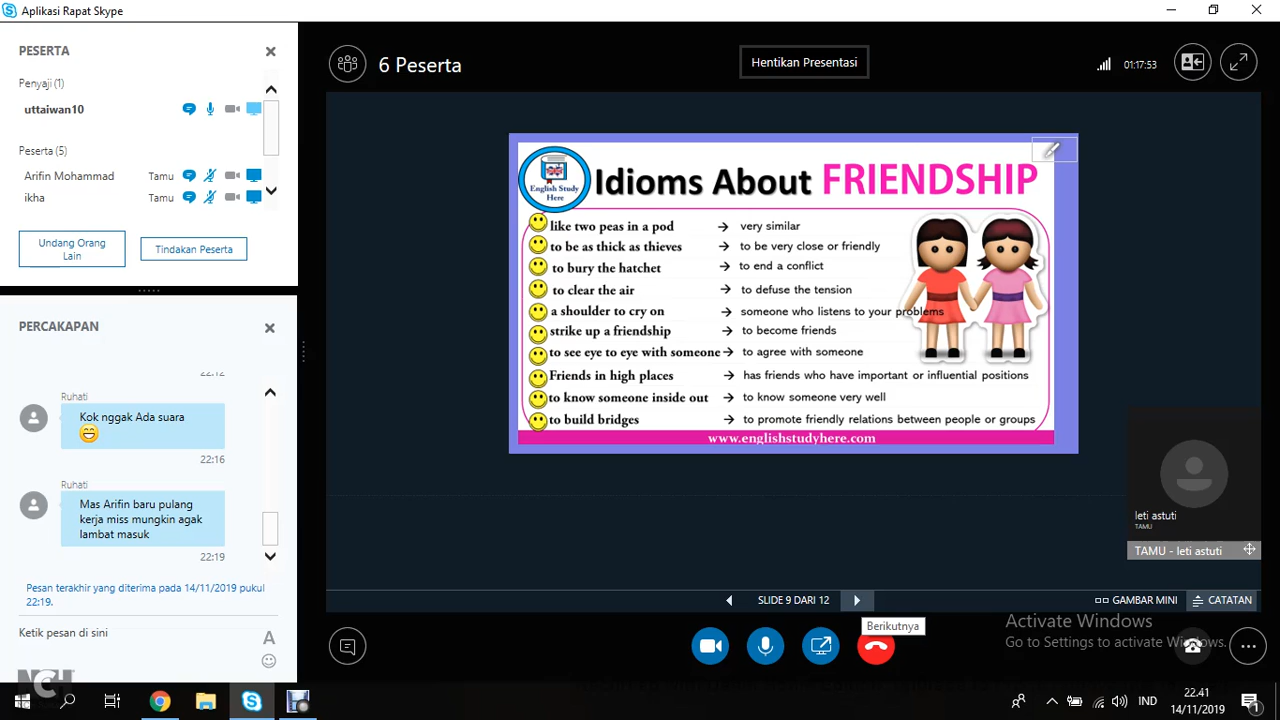 Aplikasi Rapat Skype
PESERTA
Penyaji (1)
uttaiwan10
Peserta (5)
Arifin Mohammad Tamu
ikha Tamu
Undang Orang
Lain
Tindakan Peserta
PERCAKAPAN
22:12
Ruhati
Kok nggak Ada suara
22:16
Ruhati
Mas Arifin baru pulang
kerja miss mungkin agak
lambat masuk
22:19
Pesan terakhir yang diterima pada 14/11/2019 pukul
22:19.
Ketik pesan di sini
A
NCH
6 Peserta
Hentikan Presentasi
01:17:53
English Study
Here
Idioms About FRIENDSHIP
like two peas in a pod → very similar
to be as thick as thieves → to be very close or friendly
to bury the hatchet → to end a conflict
to clear the air → to defuse the tension
a shoulder to cry on → someone who listens to your problems
strike up a friendship → to become friends
to see eye to eye with someone → to agree with someone
Friends in high places → has friends who have important or influential positions
to know someone inside out → to know someone very well
to build bridges → to promote friendly relations between people or groups
www.englishstudyhere.com
leti astuti
TAMU
TAMU - leti astuti
SLIDE 9 DARI 12
GAMBAR MINI
CATATAN
Berikutnya
Activate Windows
Go to Settings to activate Windows.
IND
22.41
14/11/2019
1